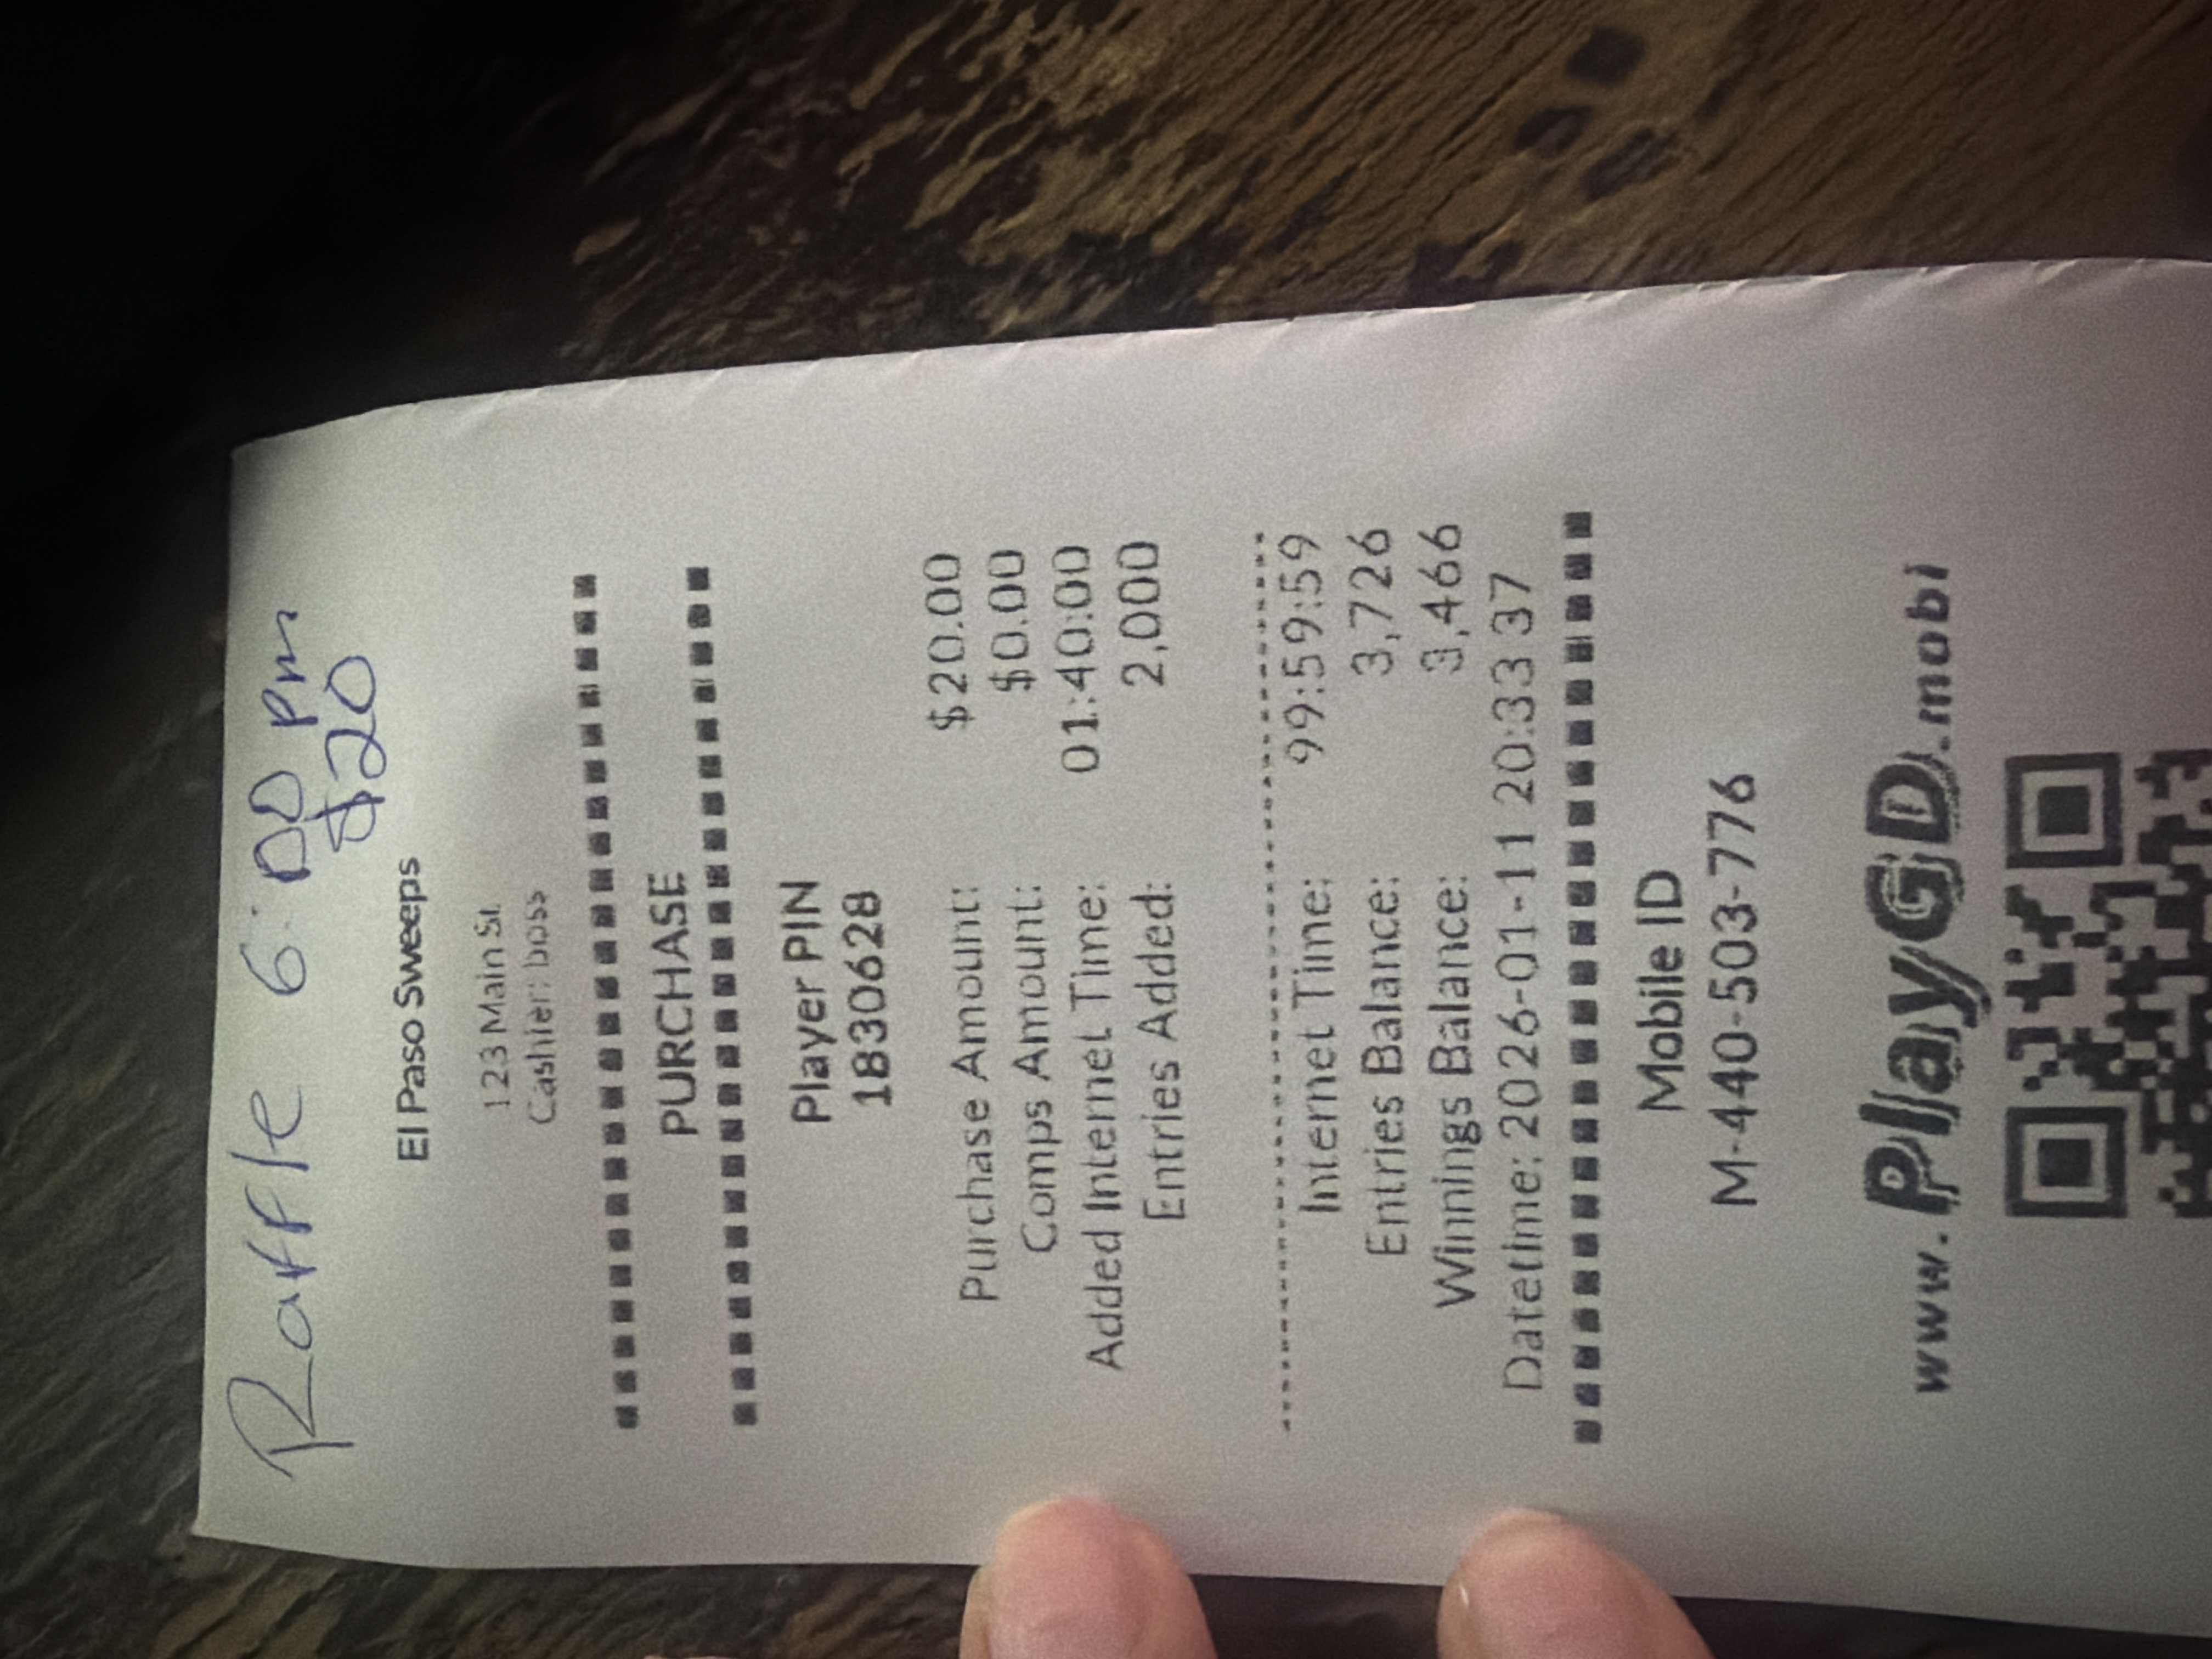 Raffle 6:00 pm
$20
El Paso Sweeps
123 Main St.
Cashier: boss
PURCHASE
Player PIN
1830628
Purchase Amount: $20.00
Comps Amount: $0.00
Added Internet Time: 01:40:00
Entries Added: 2,000
Internet Time: 99:59:59
Entries Balance: 3,726
Winnings Balance: 3,466
Datetime: 2026-01-11 20:33 37
Mobile ID
M-440-503-776
www.PlayGD.mobi